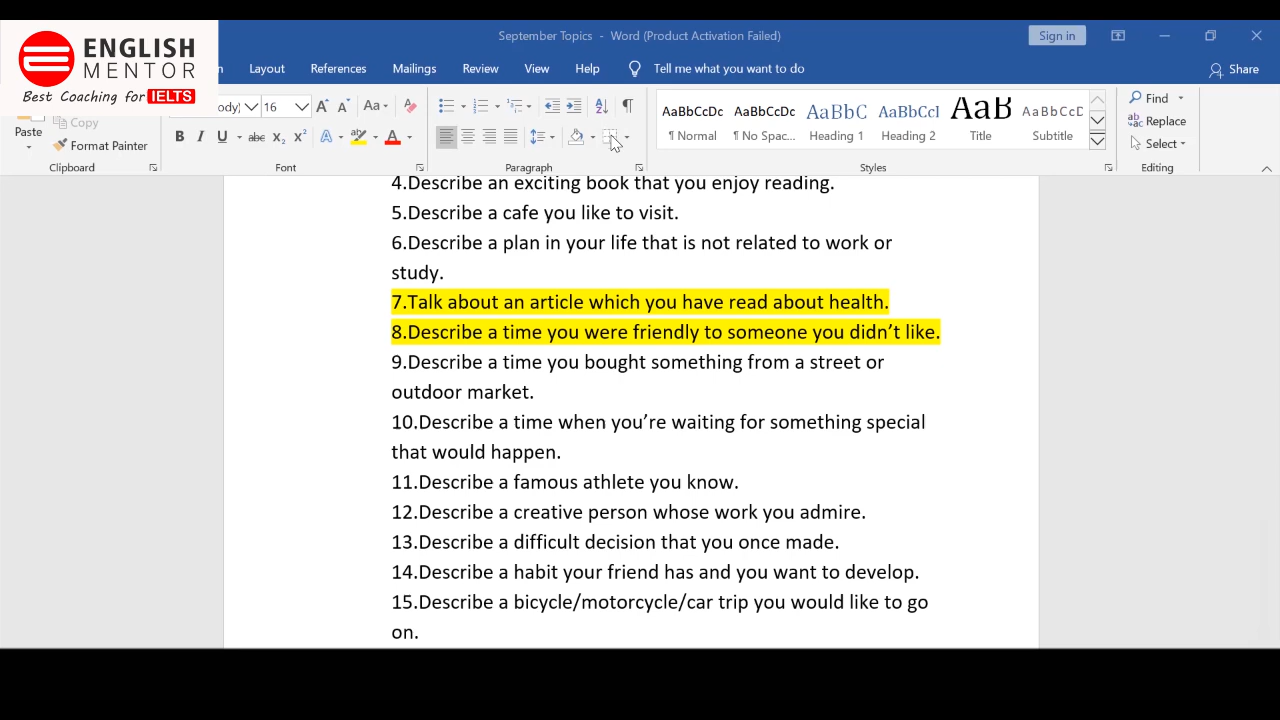 ENGLISH
MENTOR
Best Coaching for IELTS
September Topics - Word (Product Activation Failed)
Sign in
Layout References Mailings Review View Help Tell me what you want to do
Share
16 Aa
Paste
Copy
Format Painter
B I U abc X₂ X² A A
AaBbCcDc AaBbCcDc AaBbC AaBbCcI AaB AaBbCcD
¶ Normal ¶ No Spac... Heading 1 Heading 2 Title Subtitle
Find
Replace
Select
Clipboard Font Paragraph Styles Editing
4.Describe an exciting book that you enjoy reading.
5.Describe a cafe you like to visit.
6.Describe a plan in your life that is not related to work or
study.
7.Talk about an article which you have read about health.
8.Describe a time you were friendly to someone you didn’t like.
9.Describe a time you bought something from a street or
outdoor market.
10.Describe a time when you’re waiting for something special
that would happen.
11.Describe a famous athlete you know.
12.Describe a creative person whose work you admire.
13.Describe a difficult decision that you once made.
14.Describe a habit your friend has and you want to develop.
15.Describe a bicycle/motorcycle/car trip you would like to go
on.